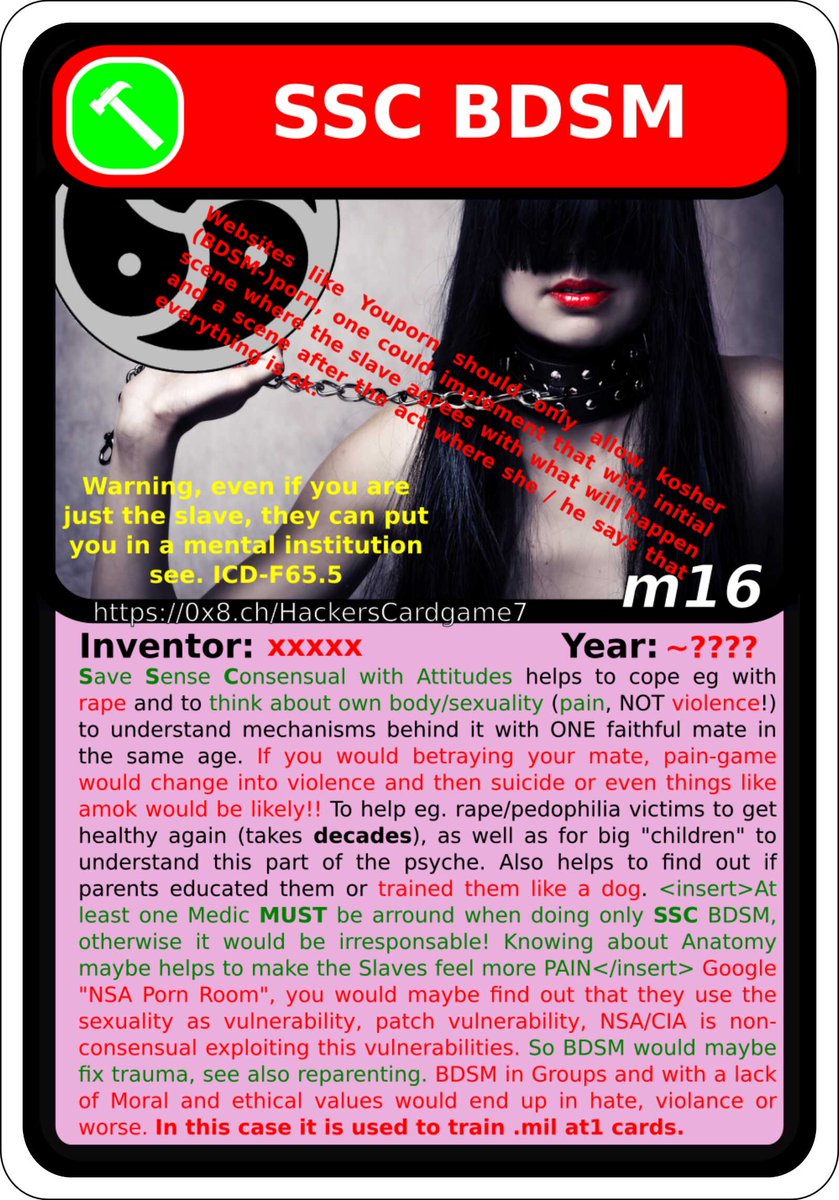 SSC BDSM
Websites like Youporn should only allow kosher
(BDSM-)porn, one could implement that with initial
scene where the slave agrees with what will happen
and a scene after the act where she / he says that
everything is ok.
Warning, even if you are
just the slave, they can put
you in a mental institution
see. ICD-F65.5
m16
https://0x8.ch/HackersCardgame7
Inventor: xxxxx Year: ~????
Save Sense Consensual with Attitudes helps to cope eg with
rape and to think about own body/sexuality (pain, NOT violence!)
to understand mechanisms behind it with ONE faithful mate in
the same age. If you would betraying your mate, pain-game
would change into violence and then suicide or even things like
amok would be likely!! To help eg. rape/pedophilia victims to get
healthy again (takes decades), as well as for big "children" to
understand this part of the psyche. Also helps to find out if
parents educated them or trained them like a dog. <insert>At
least one Medic MUST be arround when doing only SSC BDSM,
otherwise it would be irresponsable! Knowing about Anatomy
maybe helps to make the Slaves feel more PAIN</insert> Google
"NSA Porn Room", you would maybe find out that they use the
sexuality as vulnerability, patch vulnerability, NSA/CIA is non-
consensual exploiting this vulnerabilities. So BDSM would maybe
fix trauma, see also reparenting. BDSM in Groups and with a lack
of Moral and ethical values would end up in hate, violance or
worse. In this case it is used to train .mil at1 cards.